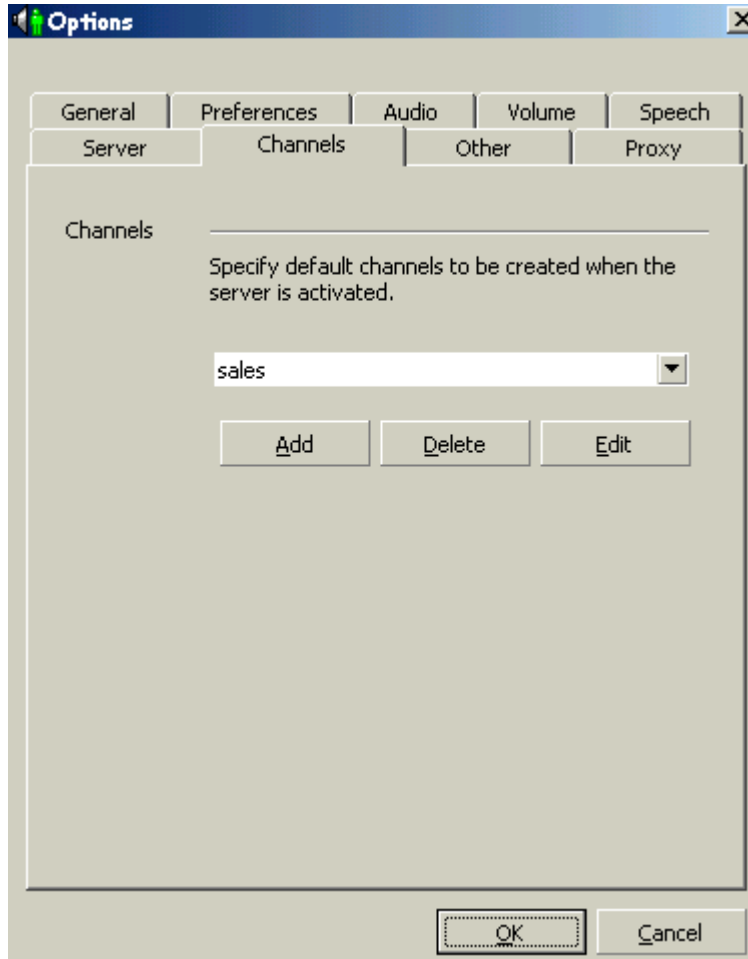 Options
General Preferences Audio Volume Speech
Server Channels Other Proxy
Channels
Specify default channels to be created when the
server is activated.
sales
Add Delete Edit
OK Cancel